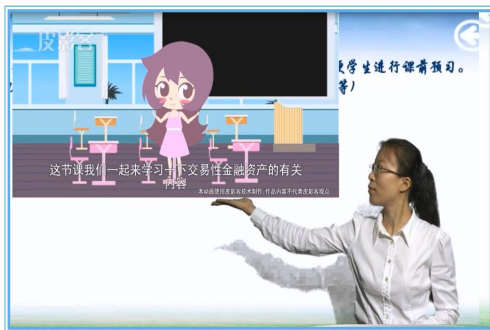 皮影客
更学生进行课前预习。
等)
这节课我们一起来学习一下交易性金融资产的有关
内容
本动画使用皮影客技术制作,作品内容不代表皮影客观点